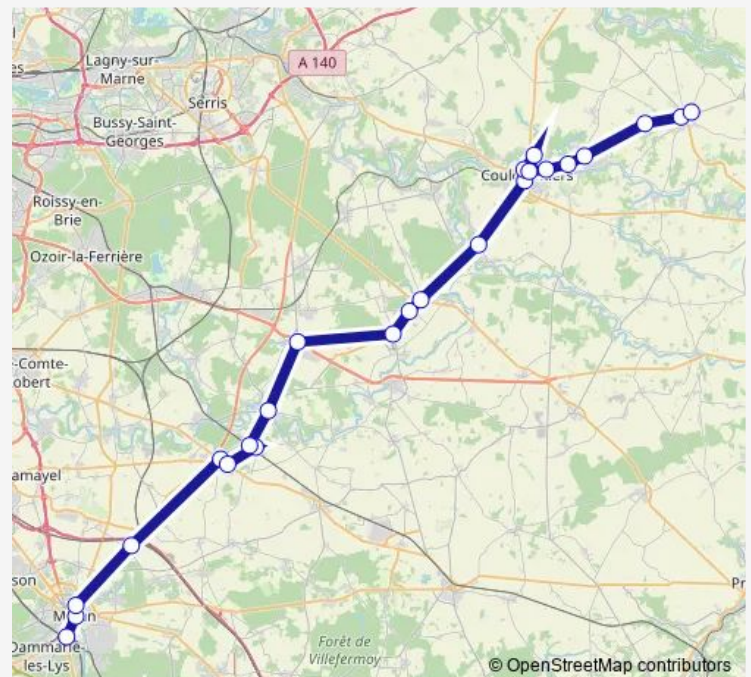 Lagny-sur-
Marne
A 140
Serris
Bussy-Saint-
Georges
Roissy-en-
Brie
Ozoir-la-Ferrière
-Comte-
obert
amayel
son
Dammarie-
les-Lys
Forêt de
Villefermoy
Pr
© OpenStreetMap contributors